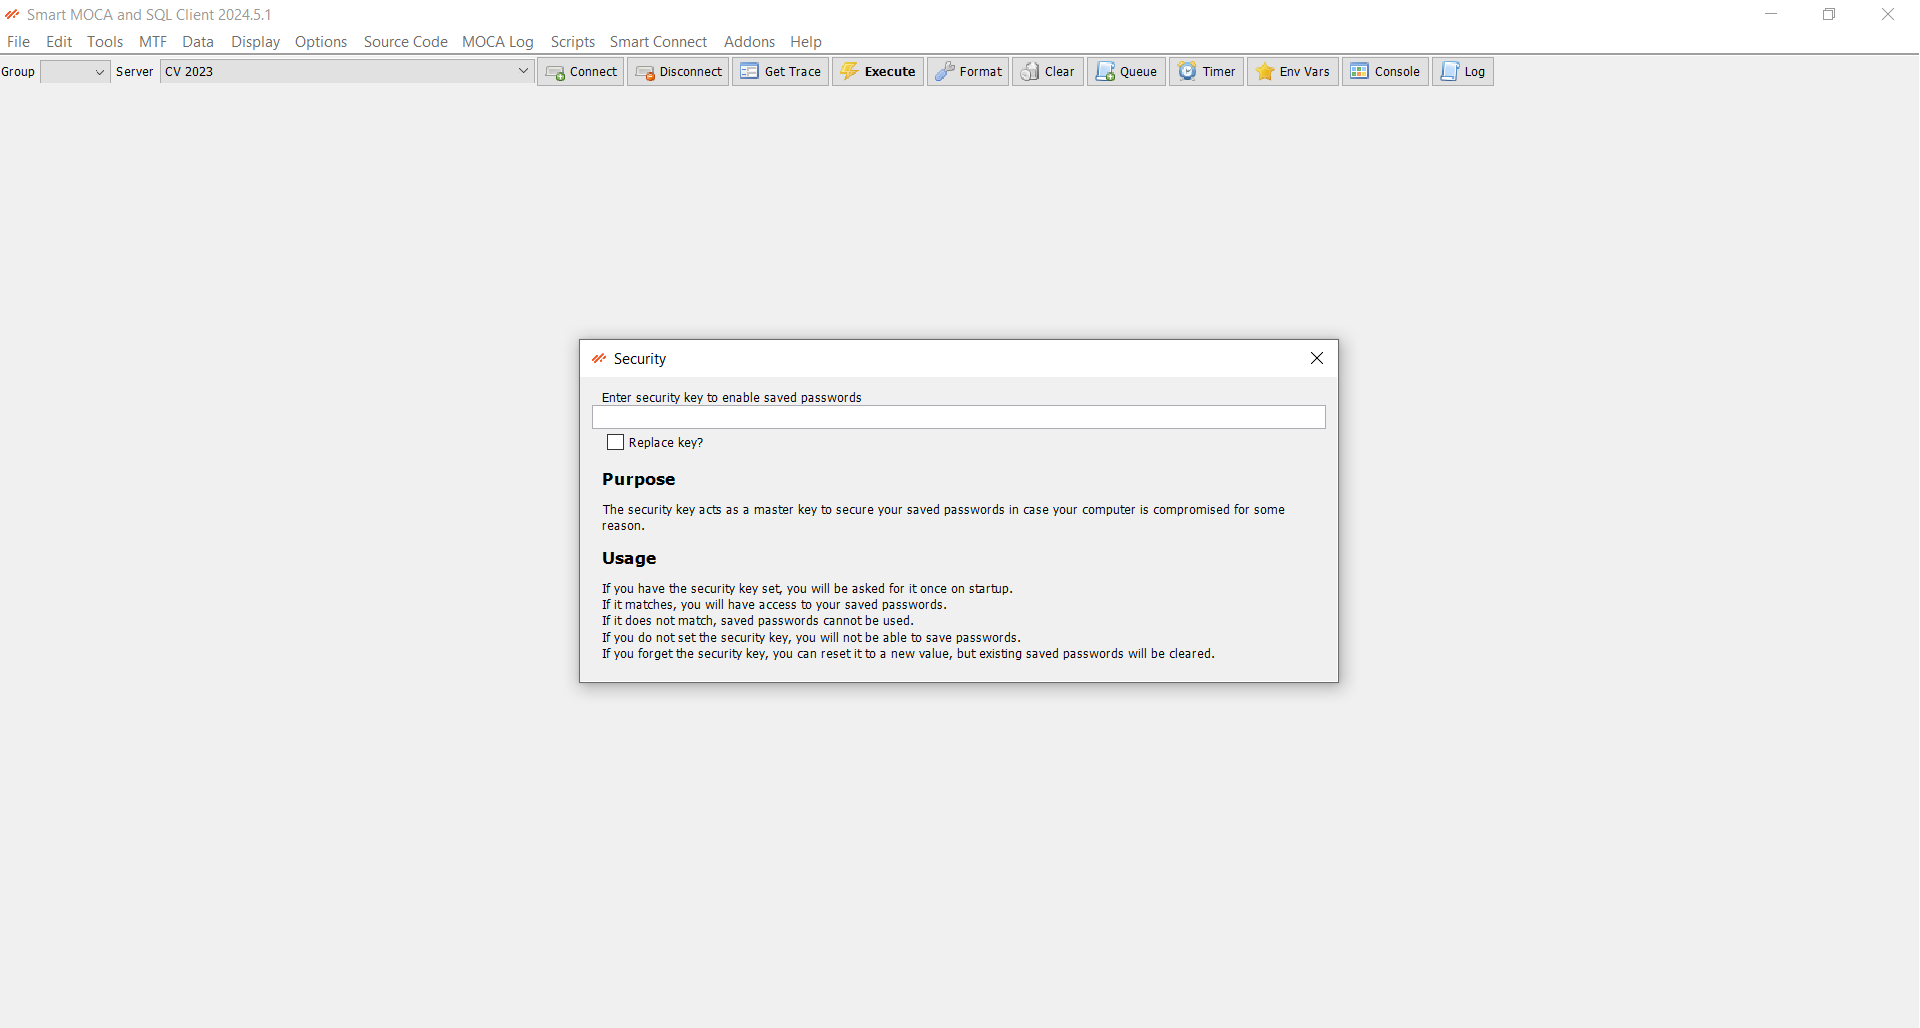 Smart MOCA and SQL Client 2024.5.1
File Edit Tools MTF Data Display Options Source Code MOCA Log Scripts Smart Connect Addons Help
Group Server CV 2023 Connect Disconnect Get Trace Execute Format Clear Queue Timer Env Vars Console Log
Security
Enter security key to enable saved passwords
Replace key?
Purpose
The security key acts as a master key to secure your saved passwords in case your computer is compromised for some
reason.
Usage
If you have the security key set, you will be asked for it once on startup.
If it matches, you will have access to your saved passwords.
If it does not match, saved passwords cannot be used.
If you do not set the security key, you will not be able to save passwords.
If you forget the security key, you can reset it to a new value, but existing saved passwords will be cleared.